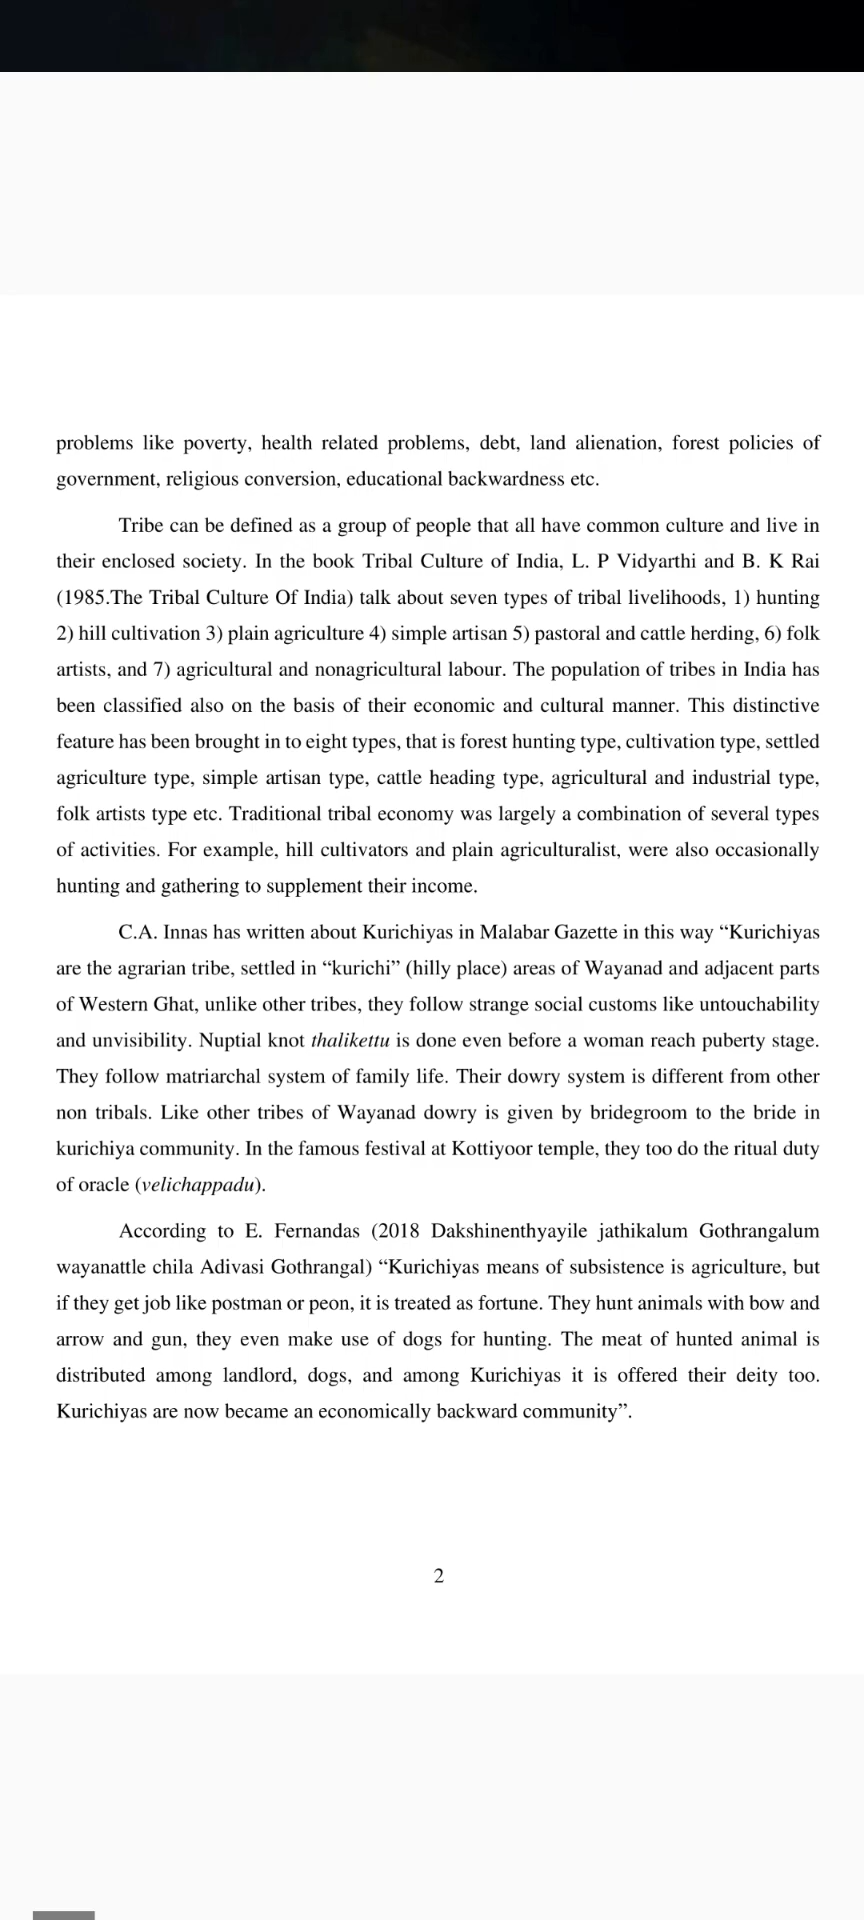 problems like poverty, health related problems, debt, land alienation, forest policies of
government, religious conversion, educational backwardness etc.
Tribe can be defined as a group of people that all have common culture and live in
their enclosed society. In the book Tribal Culture of India, L. P Vidyarthi and B. K Rai
(1985.The Tribal Culture Of India) talk about seven types of tribal livelihoods, 1) hunting
2) hill cultivation 3) plain agriculture 4) simple artisan 5) pastoral and cattle herding, 6) folk
artists, and 7) agricultural and nonagricultural labour. The population of tribes in India has
been classified also on the basis of their economic and cultural manner. This distinctive
feature has been brought in to eight types, that is forest hunting type, cultivation type, settled
agriculture type, simple artisan type, cattle heading type, agricultural and industrial type,
folk artists type etc. Traditional tribal economy was largely a combination of several types
of activities. For example, hill cultivators and plain agriculturalist, were also occasionally
hunting and gathering to supplement their income.
C.A. Innas has written about Kurichiyas in Malabar Gazette in this way “Kurichiyas
are the agrarian tribe, settled in “kurichi” (hilly place) areas of Wayanad and adjacent parts
of Western Ghat, unlike other tribes, they follow strange social customs like untouchability
and unvisibility. Nuptial knot thalikettu is done even before a woman reach puberty stage.
They follow matriarchal system of family life. Their dowry system is different from other
non tribals. Like other tribes of Wayanad dowry is given by bridegroom to the bride in
kurichiya community. In the famous festival at Kottiyoor temple, they too do the ritual duty
of oracle (velichappadu).
According to E. Fernandas (2018 Dakshinenthyayile jathikalum Gothrangalum
wayanattle chila Adivasi Gothrangal) “Kurichiyas means of subsistence is agriculture, but
if they get job like postman or peon, it is treated as fortune. They hunt animals with bow and
arrow and gun, they even make use of dogs for hunting. The meat of hunted animal is
distributed among landlord, dogs, and among Kurichiyas it is offered their deity too.
Kurichiyas are now became an economically backward community”.
2